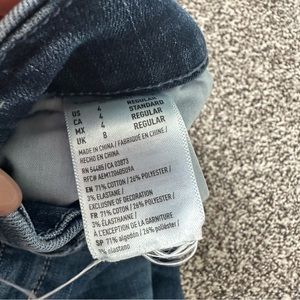 REGULAR
US 4 STANDARD
CA 4 REGULAR
MX 4 REGULAR
UK 8
MADE IN CHINA / FABRIQUÉ EN CHINE /
HECHO EN CHINA
RN 54485/CA 03873
RFC# AEM12060509A
EN 71% COTTON / 26% POLYESTER /
3% ELASTANE
EXCLUSIVE OF DECORATION
FR 71% COTON / 26% POLYESTER /
3% ÉLASTHANNE
À L'EXCEPTION DE LA GARNITURE
SP 71% algodón / 26% poliéster /
3% elastano